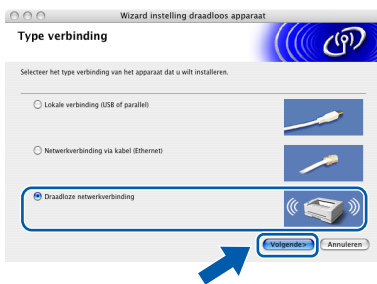 Wizard instelling draadloos apparaat
Type verbinding
Selecteer het type verbinding van het apparaat dat u wilt installeren.
Lokale verbinding (USB of parallel)
Netwerkverbinding via kabel (Ethernet)
Draadloze netwerkverbinding
Volgende>
Annuleren